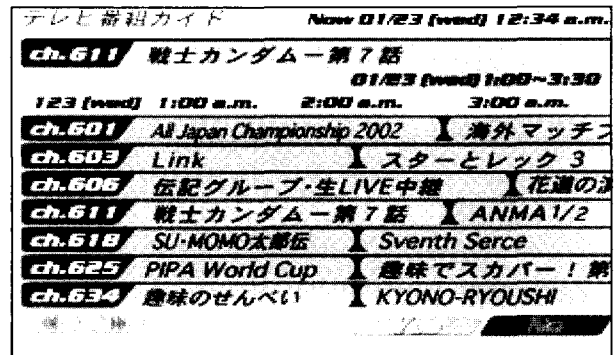 テレビ番組ガイド Now 01/23 (wed) 12:34 a.m.
ch.611 戦士カンダムー第7話
01/23 (wed) 1:00~3:30
123 (wed) 1:00 a.m. 2:00 a.m. 3:00 a.m.
ch.601 All Japan Championship 2002 海外マッチ
ch.603 Link スターとレック 3
ch.606 伝記グループ・生LIVE中継 花道の
ch.611 戦士カンダムー第7話 ANMA1/2
ch.618 SU・MOMO太郎伝 Sventh Serce
ch.625 PIPA World Cup 趣味でスカパー!第
ch.634 趣味のせんべい KYONO-RYOUSHI